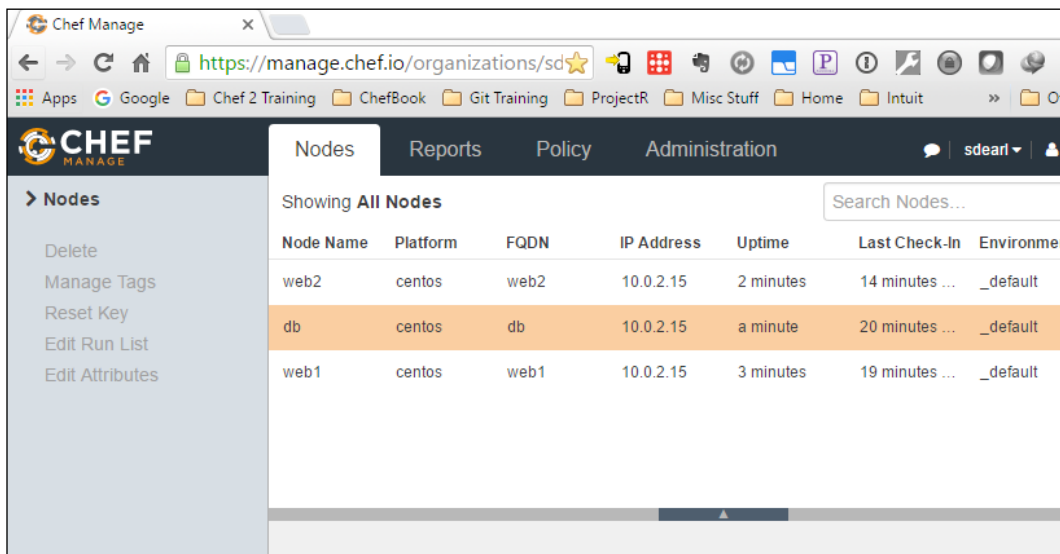 Chef Manage
https://manage.chef.io/organizations/sd
Apps Google Chef 2 Training ChefBook Git Training ProjectR Misc Stuff Home Intuit » O
CHEF
MANAGE
Nodes Reports Policy Administration sdearl
Nodes
Showing All Nodes Search Nodes...
Delete
Manage Tags
Reset Key
Edit Run List
Edit Attributes
Node Name Platform FQDN IP Address Uptime Last Check-In Environme
web2 centos web2 10.0.2.15 2 minutes 14 minutes ... _default
db centos db 10.0.2.15 a minute 20 minutes ... _default
web1 centos web1 10.0.2.15 3 minutes 19 minutes ... _default